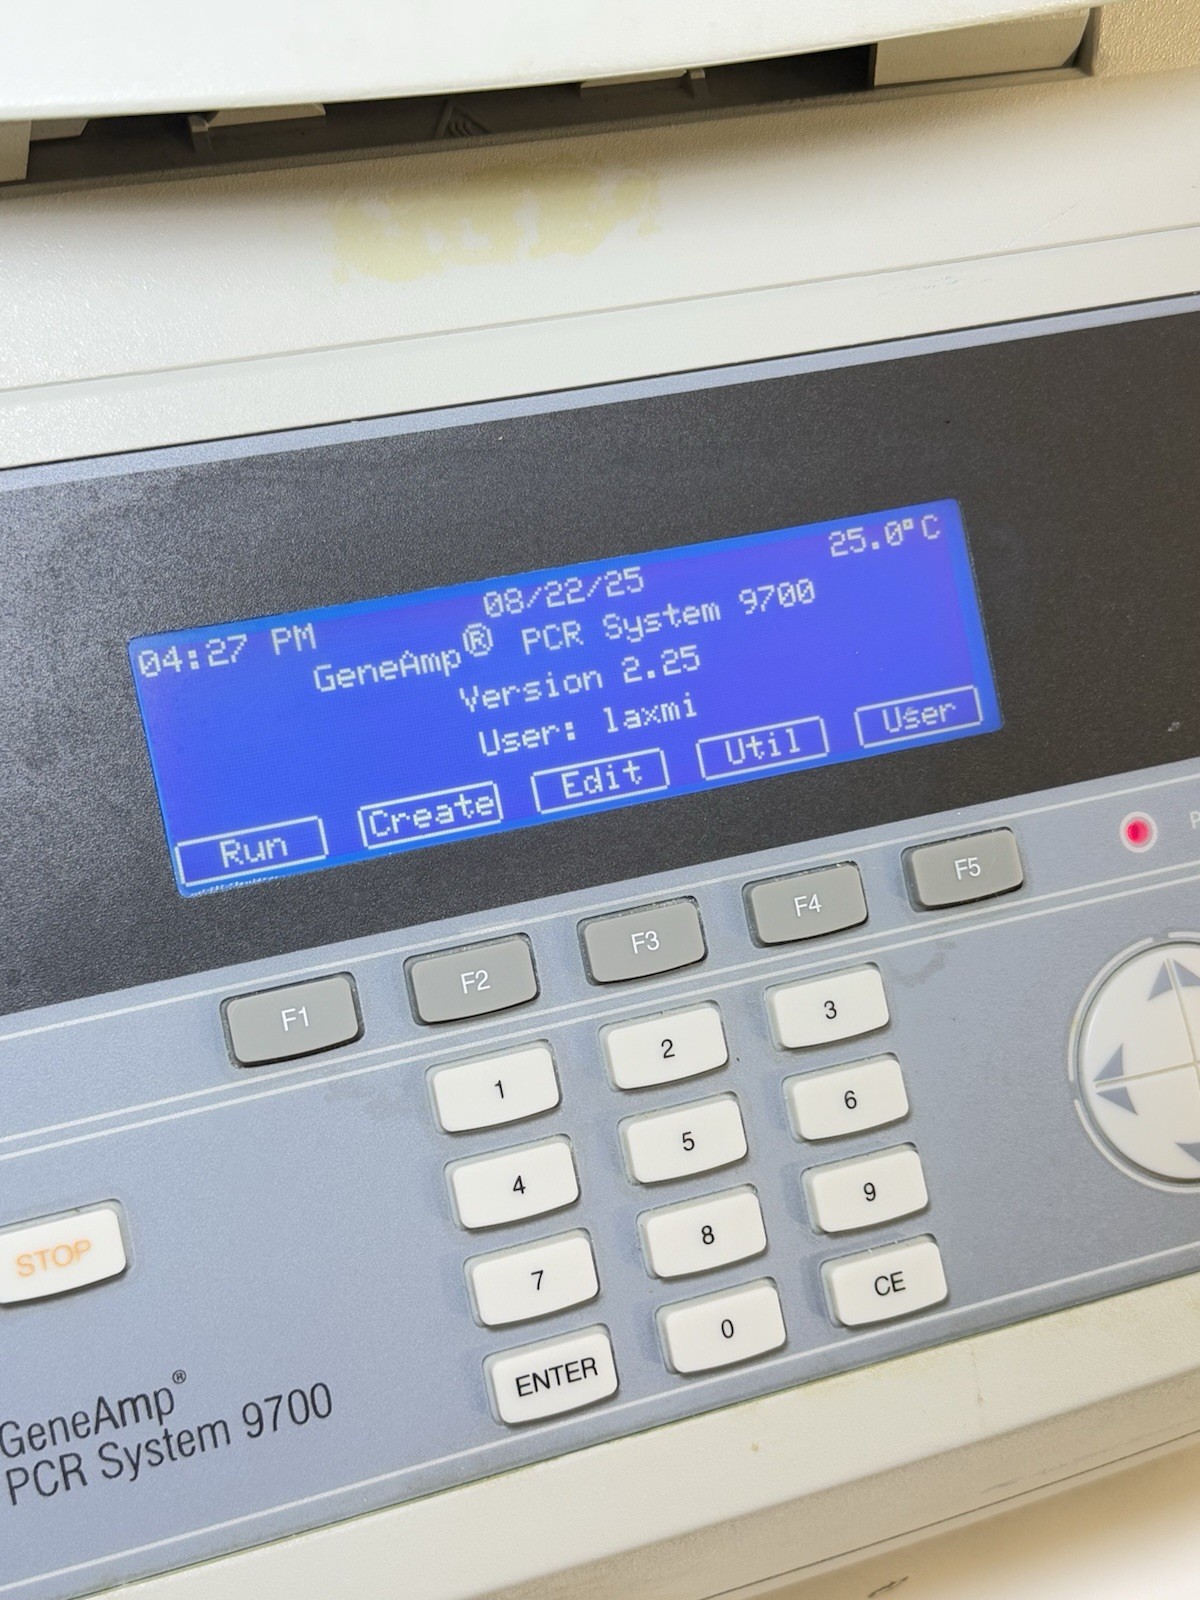 25.0°C
04:27 PM 08/22/25
GeneAmp® PCR System 9700
Version 2.25
User: laxmi
Run Create Edit Util User
F1 F2 F3 F4 F5
1 2 3
4 5 6
7 8 9
ENTER 0 CE
STOP
GeneAmp®
PCR System 9700